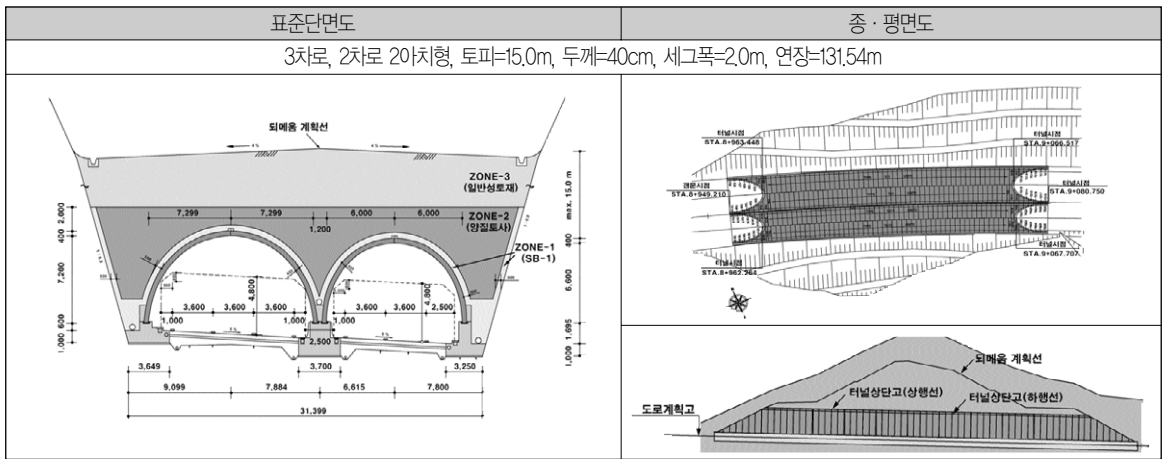 표준단면도
종 · 평면도
3차로, 2차로 2아치형, 토피=15.0m, 두께=40cm, 세그폭=2.0m, 연장=131.54m
되메움 계획선
4 %
4 %
ZONE-3
(일반성토재)
ZONE-2
(양질토사)
ZONE-1
(SB-1)
7,299
7,299
6,000
6,000
1,200
2,000
400
7,200
600
1,000
max. 15.0 m
400
6,600
1,695
1,000
4,800
4,800
3,600
3,600
3,600
3,600
3,600
2,500
1,000
1,000
1,000
2,500
3,649
3,700
3,250
9,099
7,884
6,615
7,800
31,399
터널시점
STA.8+963.448
터널시점
STA.9+066.517
갱문시점
STA.8+949.210
터널시점
STA.9+080.750
터널시점
STA.8+962.264
터널시점
STA.9+067.707
되메움 계획선
터널상단고(상행선)
터널상단고(하행선)
도로계획고